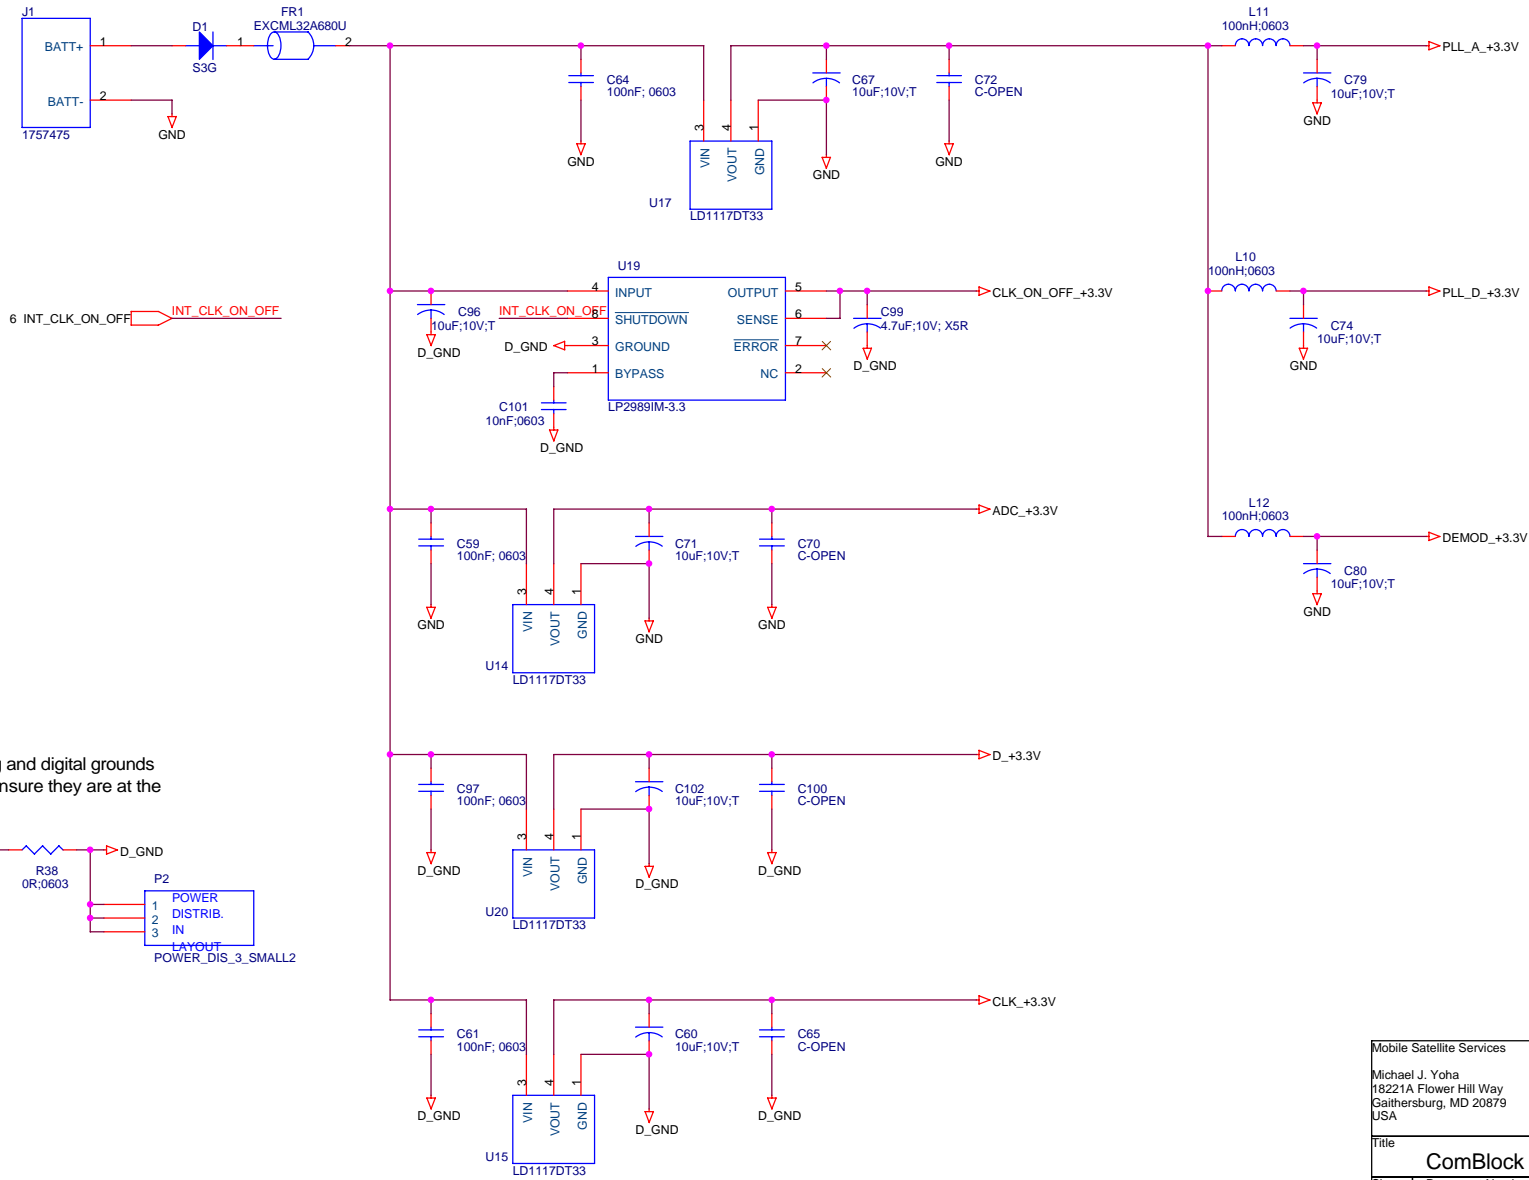 J1
BATT+
1
BATT-
2
1757475
GND
D1
S3G
FR1
EXCML32A680U
1
2
C64
100nF; 0603
GND
3
4
1
VIN
VOUT
GND
U17
LD1117DT33
C67
10uF;10V;T
GND
C72
C-OPEN
GND
L11
100nH;0603
PLL_A_+3.3V
C79
10uF;10V;T
GND
6 INT_CLK_ON_OFF
INT_CLK_ON_OFF
C96
10uF;10V;T
D_GND
U19
4
INPUT
INT_CLK_ON_OFF
8
SHUTDOWN
D_GND
3
GROUND
1
BYPASS
OUTPUT
5
SENSE
6
ERROR
7
NC
2
LP2989IM-3.3
C101
10nF;0603
D_GND
CLK_ON_OFF_+3.3V
C99
4.7uF;10V; X5R
D_GND
L10
100nH;0603
PLL_D_+3.3V
C74
10uF;10V;T
GND
C59
100nF; 0603
GND
3
4
1
VIN
VOUT
GND
U14
LD1117DT33
C71
10uF;10V;T
GND
C70
C-OPEN
GND
ADC_+3.3V
L12
100nH;0603
DEMOD_+3.3V
C80
10uF;10V;T
GND
and digital grounds
they are at the
R38
0R;0603
D_GND
P2
1
2
3
POWER
DISTRIB.
IN
LAYOUT
POWER_DIS_3_SMALL2
C97
100nF; 0603
D_GND
3
4
1
VIN
VOUT
GND
U20
LD1117DT33
C102
10uF;10V;T
D_GND
C100
C-OPEN
D_GND
D_+3.3V
C61
100nF; 0603
D_GND
3
4
1
VIN
VOUT
GND
U15
LD1117DT33
C60
10uF;10V;T
D_GND
C65
C-OPEN
D_GND
CLK_+3.3V
Mobile Satellite Services
Michael J. Yoha
18221A Flower Hill Way
Gaithersburg, MD 20879
USA
Title
ComBlock